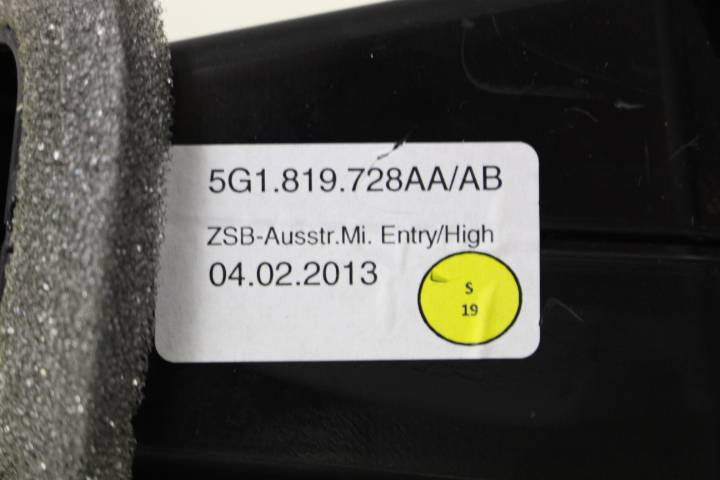 5G1.819.728AA/AB
ZSB-Ausstr.Mi. Entry/High
04.02.2013
S
19